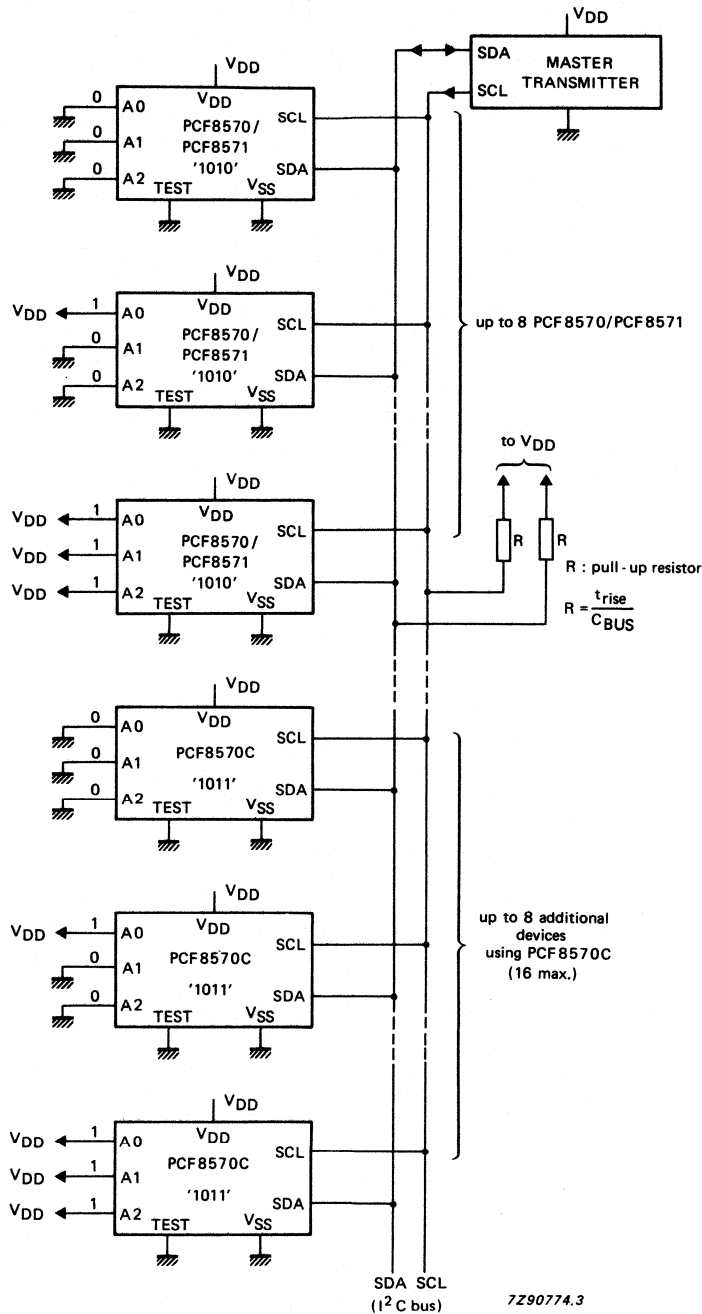 VDD
SDA
MASTER
TRANSMITTER
SCL
VDD
0 A0
VDD
SCL
PCF8570/
0 A1
PCF8571
'1010'
SDA
0 A2
TEST
VSS
VDD
VDD 1 A0
VDD
SCL
PCF8570/
0 A1
PCF8571
'1010'
SDA
0 A2
TEST
VSS
up to 8 PCF8570/PCF8571
to VDD
R
R
R : pull-up resistor
R = trise
CBUS
VDD
VDD 1 A0
VDD
SCL
PCF8570/
VDD 1 A1
PCF8571
'1010'
SDA
VDD 1 A2
TEST
VSS
VDD
0 A0
VDD
SCL
PCF8570C
0 A1
'1011'
SDA
0 A2
TEST
VSS
VDD
VDD 1 A0
VDD
SCL
PCF8570C
0 A1
'1011'
SDA
0 A2
TEST
VSS
up to 8 additional
devices
using PCF8570C
(16 max.)
VDD
VDD 1 A0
VDD
SCL
PCF8570C
VDD 1 A1
'1011'
SDA
VDD 1 A2
TEST
VSS
SDA SCL
(I²C bus)
7Z90774.3